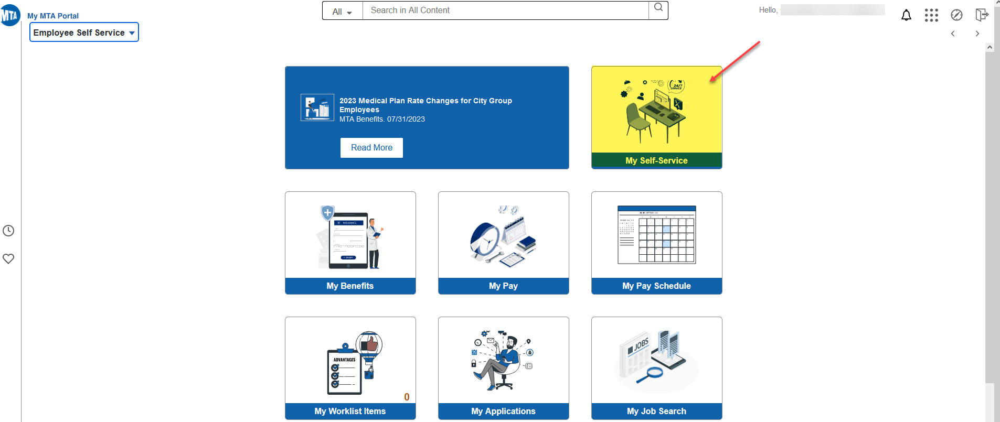 MTA
My MTA Portal
Employee Self Service
All
Search in All Content
Hello,
2023 Medical Plan Rate Changes for City Group
Employees
MTA Benefits. 07/31/2023
Read More
24/7
SERVICE
My Self-Service
INSURANCE
ACCEPT
My Benefits
My Pay
My Pay Schedule
ADVANTAGES
0
My Worklist Items
My Applications
JOBS
My Job Search